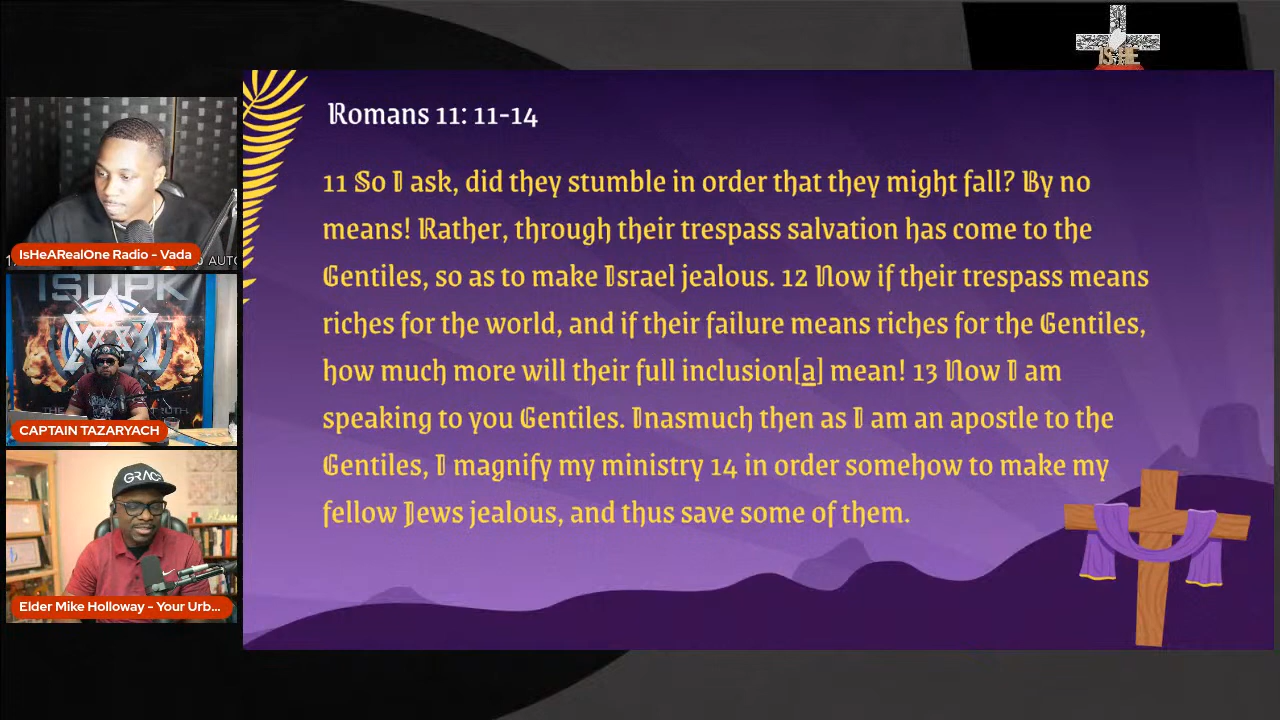 IS HE
Romans 11: 11-14
11 So I ask, did they stumble in order that they might fall? By no
means! Rather, through their trespass salvation has come to the
Gentiles, so as to make Israel jealous. 12 Now if their trespass means
riches for the world, and if their failure means riches for the Gentiles,
how much more will their full inclusion[a] mean! 13 Now I am
speaking to you Gentiles. Inasmuch then as I am an apostle to the
Gentiles, I magnify my ministry 14 in order somehow to make my
fellow Jews jealous, and thus save some of them.
IsHeARealOne Radio - Vada
AUTO
ISUPK
CAPTAIN TAZARYACH
GRACE
Elder Mike Holloway - Your Urb...